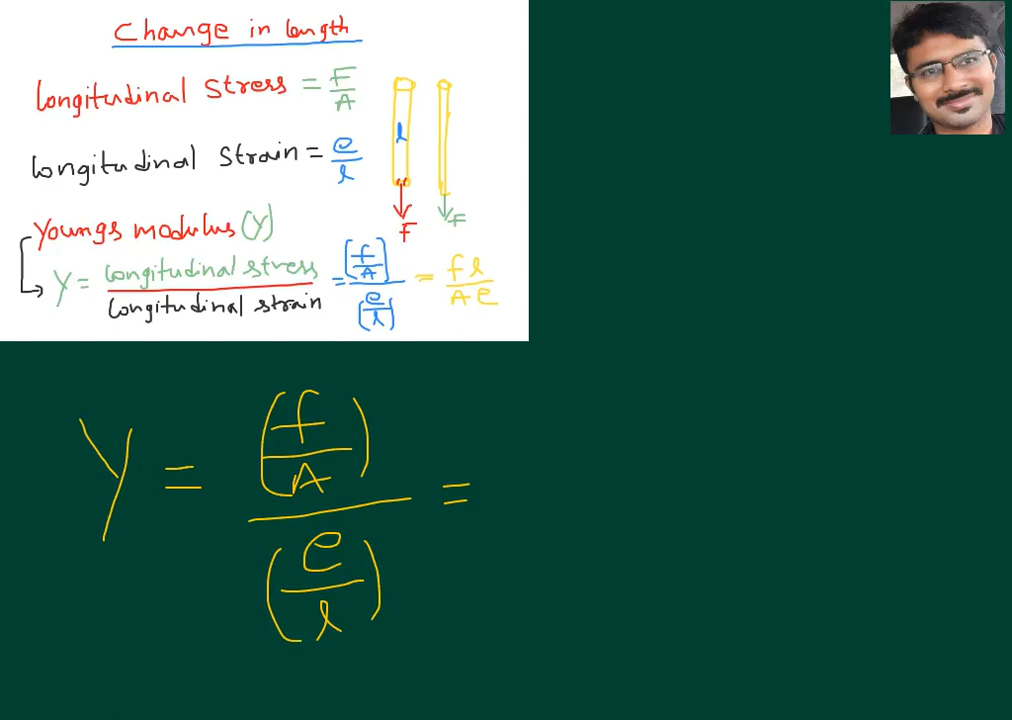 Change in length
longitudinal stress = F/A
l
longitudinal strain = e/l
F
F
Youngs modulus (Y)
Y = longitudinal stress / longitudinal strain = (f/A) / (e/l) = fl / Ae
Y = (f/A) / (e/l) =